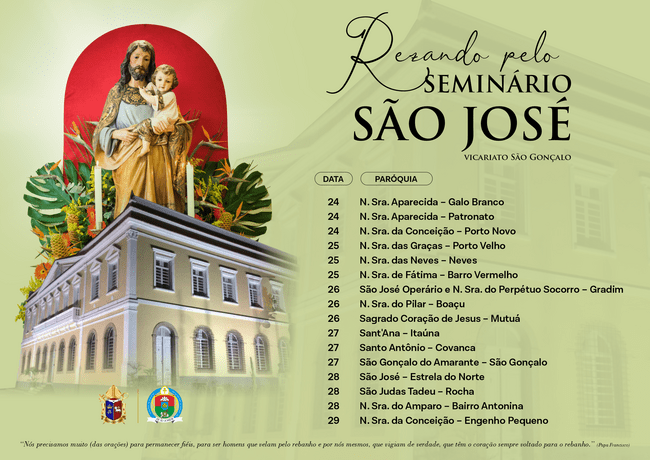 Rezando pelo
SEMINÁRIO
SÃO JOSÉ
VICARIATO SÃO GONÇALO
DATA PARÓQUIA
24 N. Sra. Aparecida – Galo Branco
24 N. Sra. Aparecida – Patronato
24 N. Sra. da Conceição – Porto Novo
25 N. Sra. das Graças – Porto Velho
25 N. Sra. das Neves – Neves
25 N. Sra. de Fátima – Barro Vermelho
26 São José Operário e N. Sra. do Perpétuo Socorro – Gradim
26 N. Sra. do Pilar – Boaçu
26 Sagrado Coração de Jesus – Mutuá
27 Sant'Ana – Itaúna
27 Santo Antônio – Covanca
27 São Gonçalo do Amarante – São Gonçalo
28 São José – Estrela do Norte
28 São Judas Tadeu – Rocha
28 N. Sra. do Amparo – Bairro Antonina
29 N. Sra. da Conceição – Engenho Pequeno
“Nós precisamos muito (das orações) para permanecer fiéis, para ser homens que velam pelo rebanho e por nós mesmos, que vigiam de verdade, que têm o coração sempre voltado para o rebanho.” (Papa Francisco)